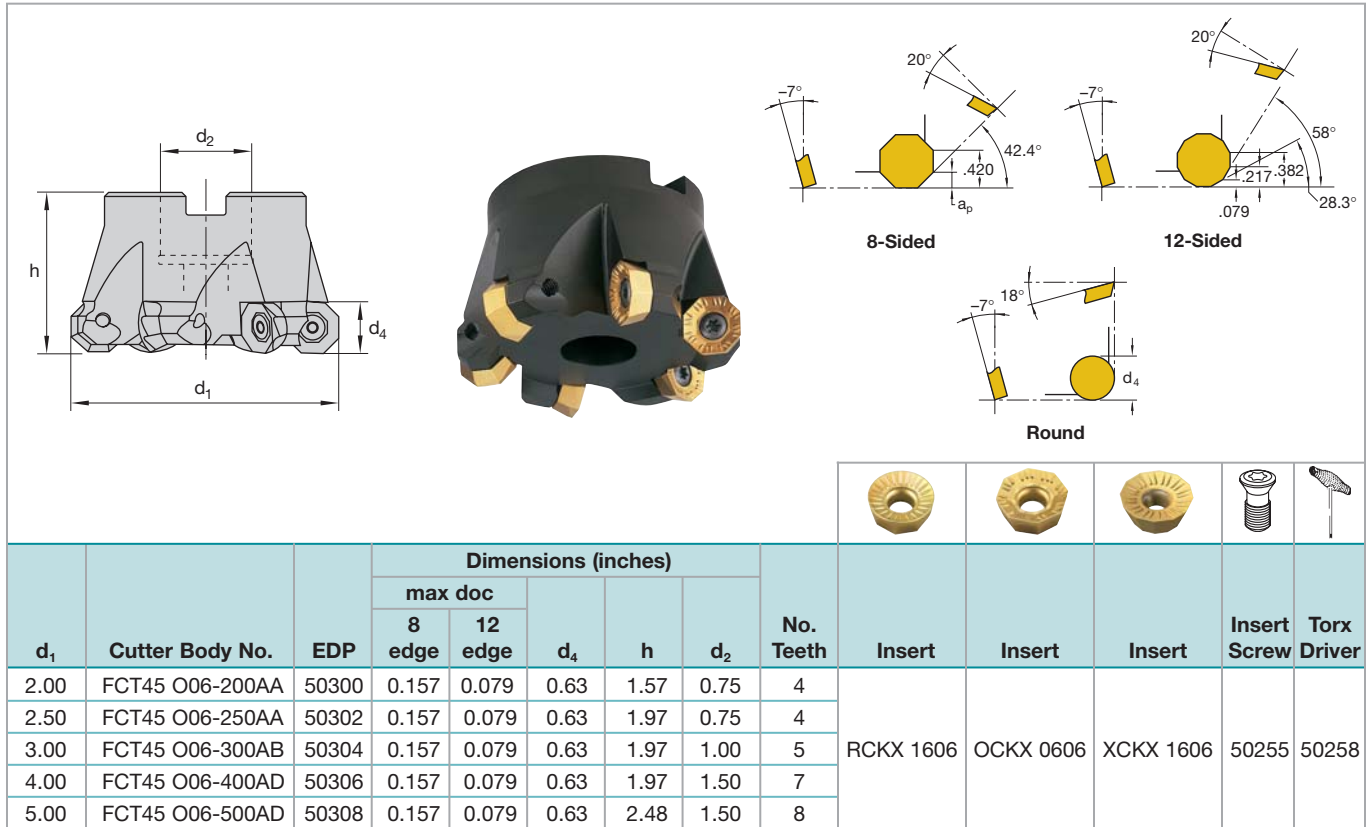 d₂
h
d₄
d₁
–7°
20°
42.4°
.420
aₚ
8-Sided
–7°
20°
58°
.382
.217
.079
28.3°
12-Sided
–7°
18°
d₄
Round
Dimensions (inches)
max doc
d₁ Cutter Body No. EDP 8 edge 12 edge d₄ h d₂ No. Teeth Insert Insert Insert Insert Screw Torx Driver
2.00 FCT45 O06-200AA 50300 0.157 0.079 0.63 1.57 0.75 4
2.50 FCT45 O06-250AA 50302 0.157 0.079 0.63 1.97 0.75 4
3.00 FCT45 O06-300AB 50304 0.157 0.079 0.63 1.97 1.00 5 RCKX 1606 OCKX 0606 XCKX 1606 50255 50258
4.00 FCT45 O06-400AD 50306 0.157 0.079 0.63 1.97 1.50 7
5.00 FCT45 O06-500AD 50308 0.157 0.079 0.63 2.48 1.50 8